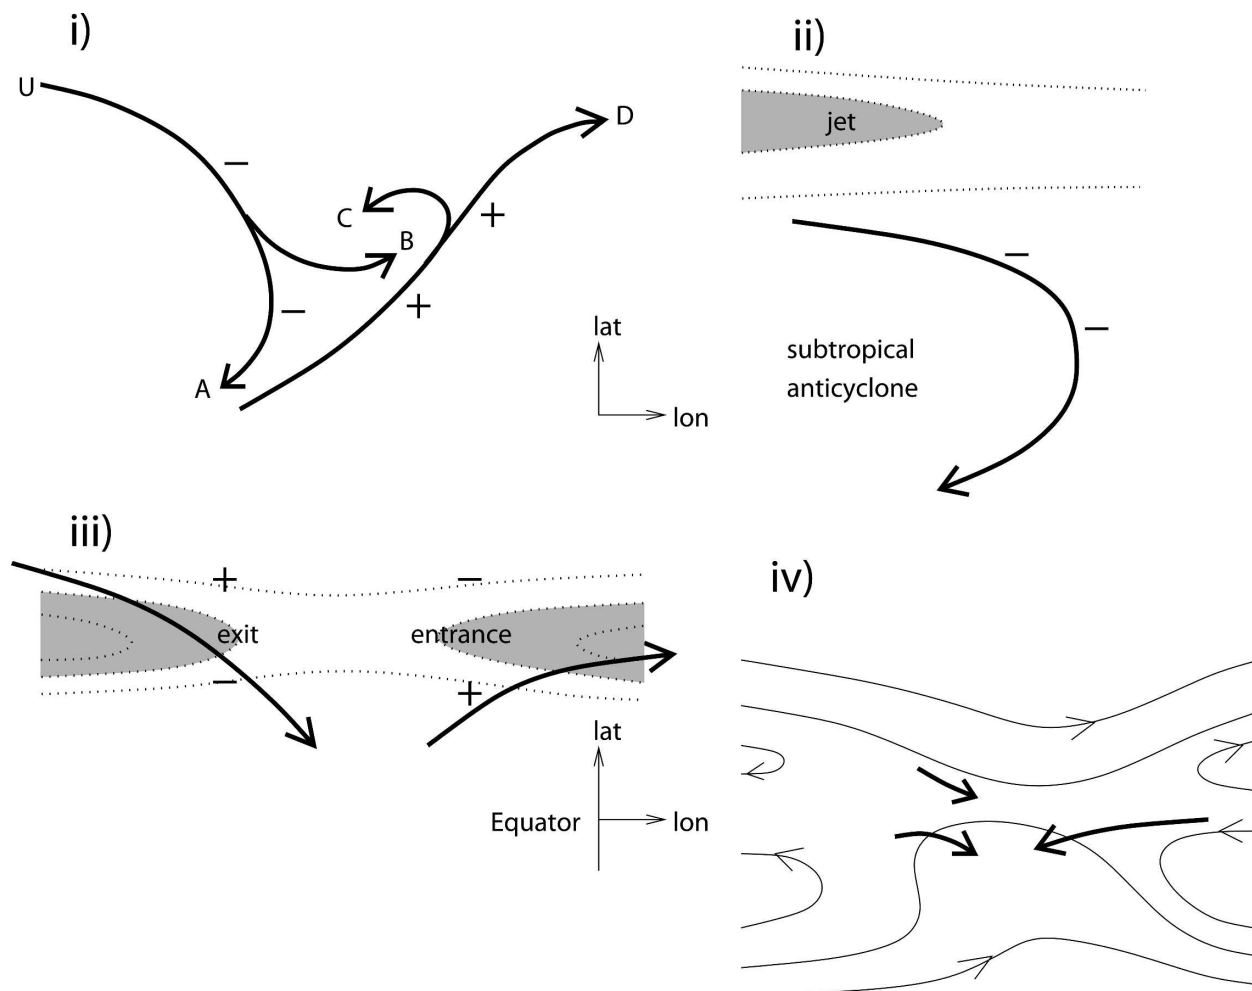 i)
U
−
−
A
C
B
+
+
D
lat
lon
ii)
jet
−
−
subtropical
anticyclone
iii)
+
−
exit
entrance
−
+
lat
Equator
lon
iv)